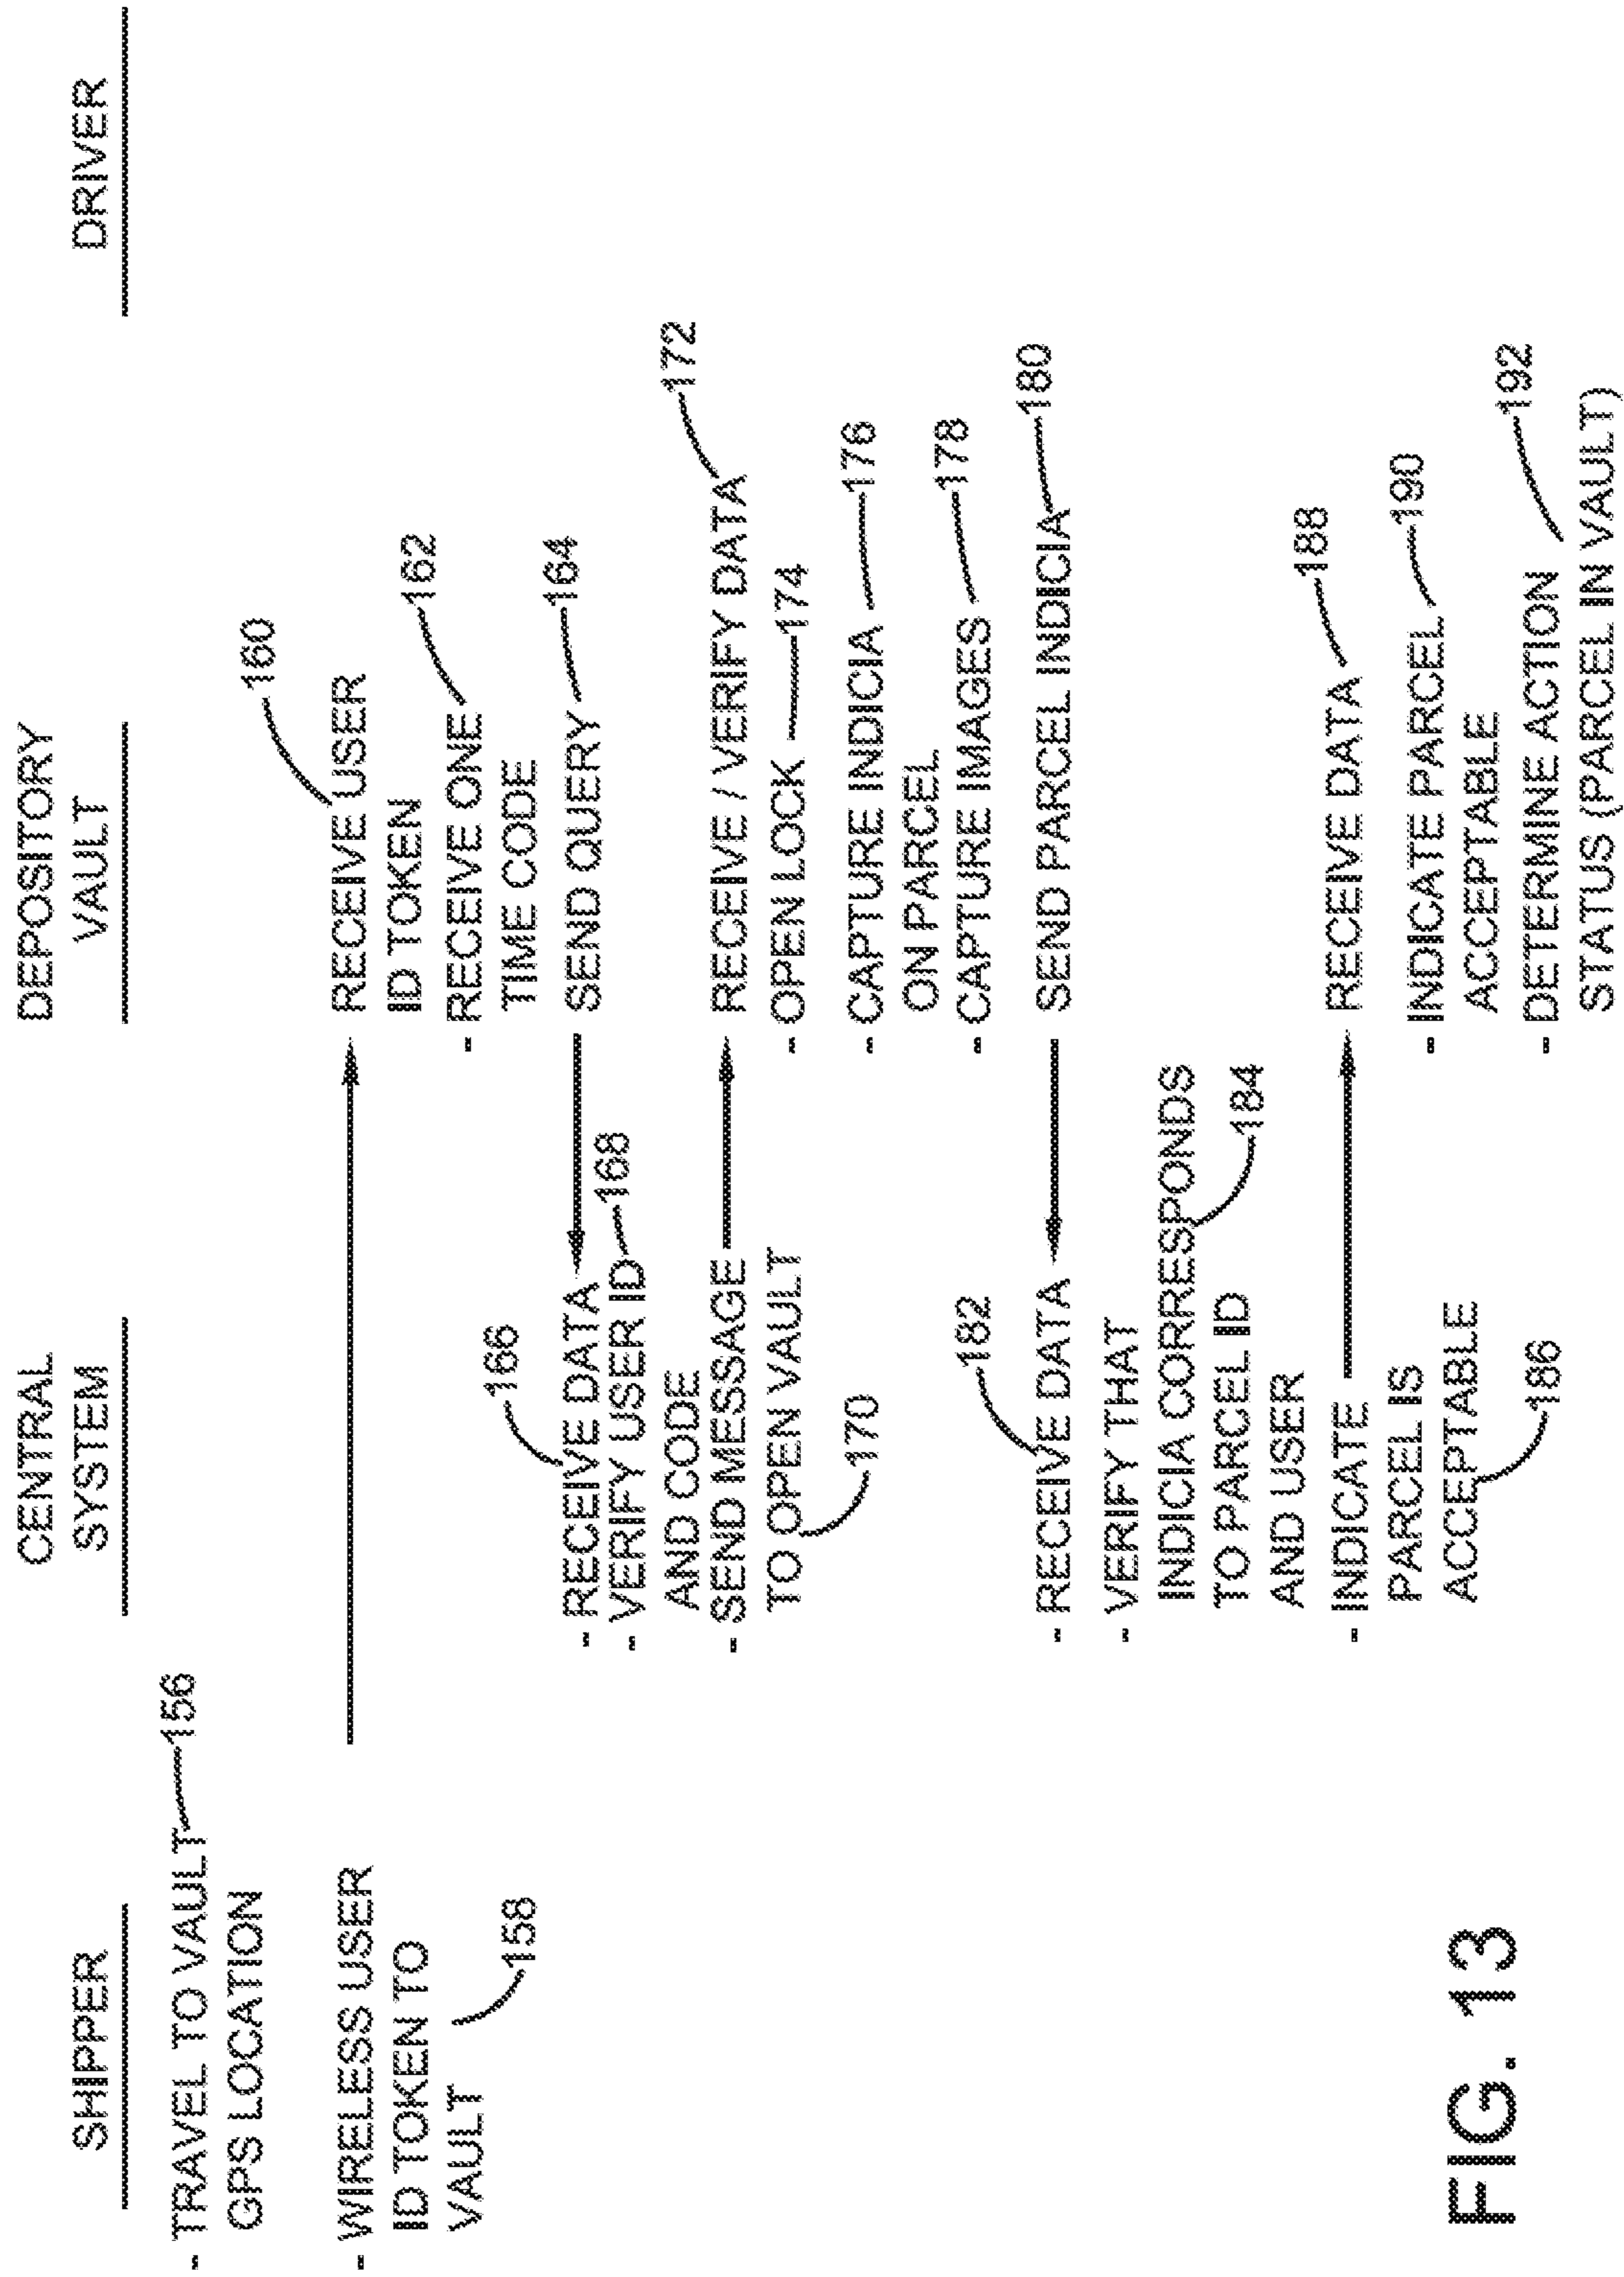 SHIPPER
- TRAVEL TO VAULT 156
GPS LOCATION
- WIRELESS USER
ID TOKEN TO
VAULT 158
CENTRAL
SYSTEM
166
- RECEIVE DATA
- VERIFY USER ID 168
AND CODE
- SEND MESSAGE
TO OPEN VAULT
170
182
- RECEIVE DATA
- VERIFY THAT
INDICIA CORRESPONDS
TO PARCEL ID 184
AND USER
- INDICATE
PARCEL IS
ACCEPTABLE
186
DEPOSITORY
VAULT
160
RECEIVE USER
ID TOKEN
- RECEIVE ONE 162
TIME CODE
SEND QUERY 164
RECEIVE / VERIFY DATA 172
- OPEN LOCK 174
- CAPTURE INDICIA 176
ON PARCEL
- CAPTURE IMAGES 178
SEND PARCEL INDICIA 180
RECEIVE DATA 188
- INDICATE PARCEL 190
ACCEPTABLE
- DETERMINE ACTION 192
STATUS (PARCEL IN VAULT)
DRIVER
FIG. 13